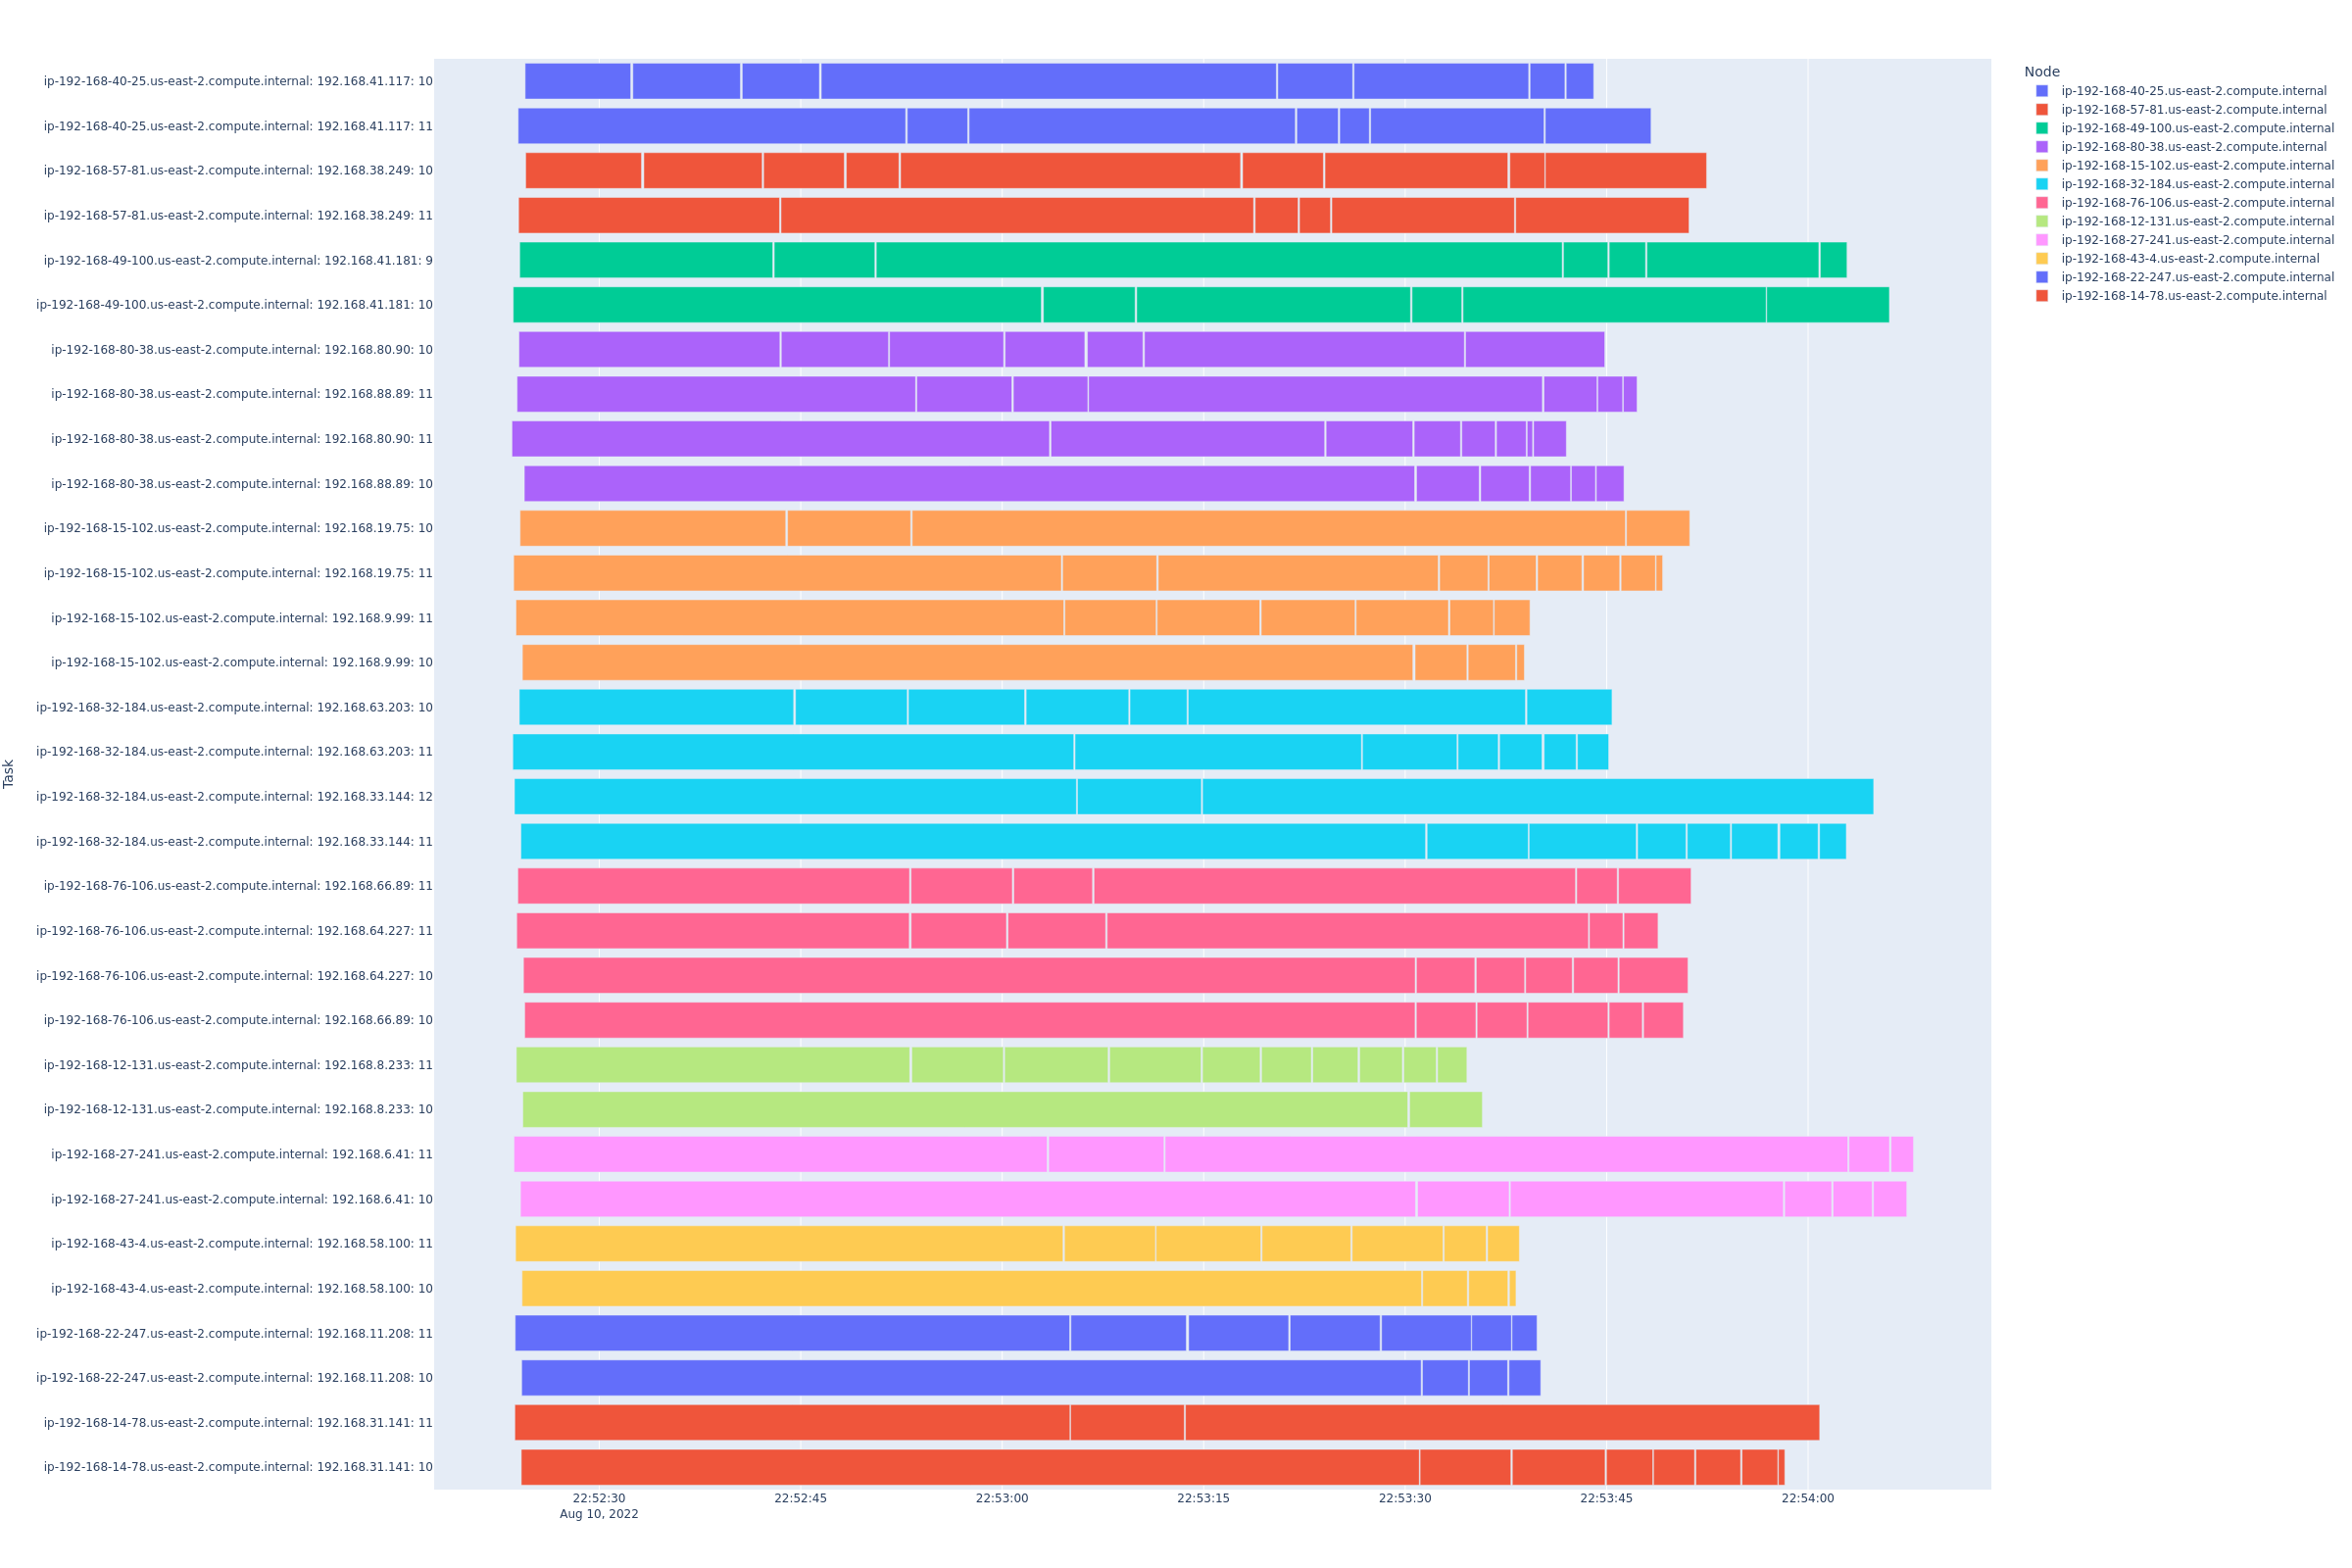 ip-192-168-40-25.us-east-2.compute.internal: 192.168.41.117: 10
ip-192-168-40-25.us-east-2.compute.internal: 192.168.41.117: 11
ip-192-168-57-81.us-east-2.compute.internal: 192.168.38.249: 10
ip-192-168-57-81.us-east-2.compute.internal: 192.168.38.249: 11
ip-192-168-49-100.us-east-2.compute.internal: 192.168.41.181: 9
ip-192-168-49-100.us-east-2.compute.internal: 192.168.41.181: 10
ip-192-168-80-38.us-east-2.compute.internal: 192.168.80.90: 10
ip-192-168-80-38.us-east-2.compute.internal: 192.168.88.89: 11
ip-192-168-80-38.us-east-2.compute.internal: 192.168.80.90: 11
ip-192-168-80-38.us-east-2.compute.internal: 192.168.88.89: 10
ip-192-168-15-102.us-east-2.compute.internal: 192.168.19.75: 10
ip-192-168-15-102.us-east-2.compute.internal: 192.168.19.75: 11
ip-192-168-15-102.us-east-2.compute.internal: 192.168.9.99: 11
ip-192-168-15-102.us-east-2.compute.internal: 192.168.9.99: 10
ip-192-168-32-184.us-east-2.compute.internal: 192.168.63.203: 10
ip-192-168-32-184.us-east-2.compute.internal: 192.168.63.203: 11
ip-192-168-32-184.us-east-2.compute.internal: 192.168.33.144: 12
ip-192-168-32-184.us-east-2.compute.internal: 192.168.33.144: 11
ip-192-168-76-106.us-east-2.compute.internal: 192.168.66.89: 11
ip-192-168-76-106.us-east-2.compute.internal: 192.168.64.227: 11
ip-192-168-76-106.us-east-2.compute.internal: 192.168.64.227: 10
ip-192-168-76-106.us-east-2.compute.internal: 192.168.66.89: 10
ip-192-168-12-131.us-east-2.compute.internal: 192.168.8.233: 11
ip-192-168-12-131.us-east-2.compute.internal: 192.168.8.233: 10
ip-192-168-27-241.us-east-2.compute.internal: 192.168.6.41: 11
ip-192-168-27-241.us-east-2.compute.internal: 192.168.6.41: 10
ip-192-168-43-4.us-east-2.compute.internal: 192.168.58.100: 11
ip-192-168-43-4.us-east-2.compute.internal: 192.168.58.100: 10
ip-192-168-22-247.us-east-2.compute.internal: 192.168.11.208: 11
ip-192-168-22-247.us-east-2.compute.internal: 192.168.11.208: 10
ip-192-168-14-78.us-east-2.compute.internal: 192.168.31.141: 11
ip-192-168-14-78.us-east-2.compute.internal: 192.168.31.141: 10
Task
22:52:30 22:52:45 22:53:00 22:53:15 22:53:30 22:53:45 22:54:00
Aug 10, 2022
Node
ip-192-168-40-25.us-east-2.compute.internal
ip-192-168-57-81.us-east-2.compute.internal
ip-192-168-49-100.us-east-2.compute.internal
ip-192-168-80-38.us-east-2.compute.internal
ip-192-168-15-102.us-east-2.compute.internal
ip-192-168-32-184.us-east-2.compute.internal
ip-192-168-76-106.us-east-2.compute.internal
ip-192-168-12-131.us-east-2.compute.internal
ip-192-168-27-241.us-east-2.compute.internal
ip-192-168-43-4.us-east-2.compute.internal
ip-192-168-22-247.us-east-2.compute.internal
ip-192-168-14-78.us-east-2.compute.internal